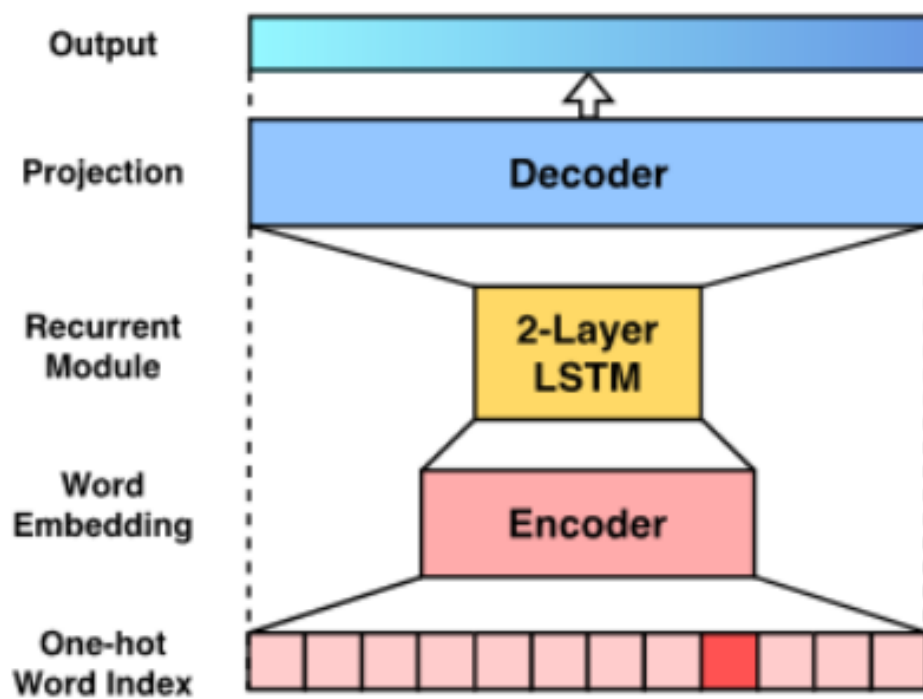 Output
Projection
Decoder
Recurrent
Module
2-Layer
LSTM
Word
Embedding
Encoder
One-hot
Word Index